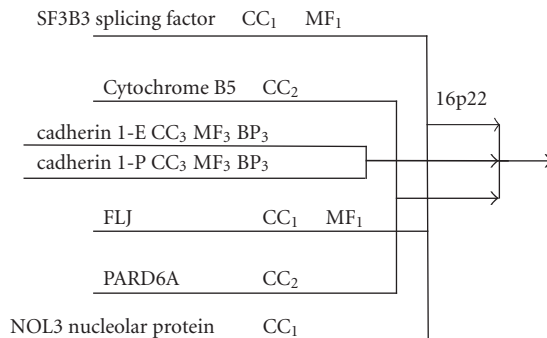 SF3B3 splicing factor CC₁ MF₁
Cytochrome B5 CC₂
16p22
cadherin 1-E CC₃ MF₃ BP₃
cadherin 1-P CC₃ MF₃ BP₃
FLJ CC₁ MF₁
PARD6A CC₂
NOL3 nucleolar protein CC₁